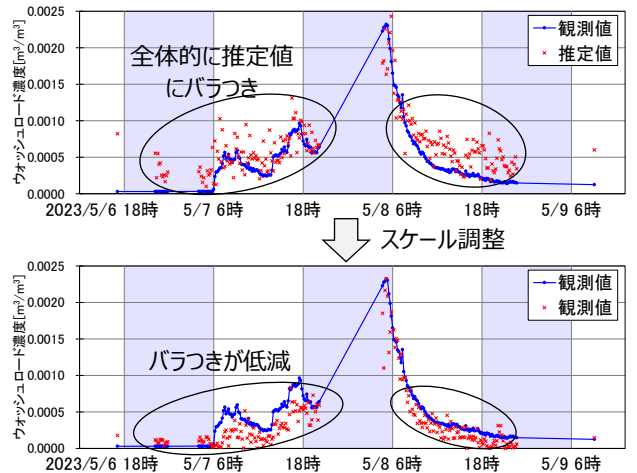 ウォッシュロード濃度[m³/m³]
0.0025
0.0020
0.0015
0.0010
0.0005
0.0000
全体的に推定値
にバラつき
観測値
推定値
2023/5/6 18時 5/7 6時 18時 5/8 6時 18時 5/9 6時
スケール調整
ウォッシュロード濃度[m³/m³]
0.0025
0.0020
0.0015
0.0010
0.0005
0.0000
バラつきが低減
観測値
観測値
2023/5/6 18時 5/7 6時 18時 5/8 6時 18時 5/9 6時